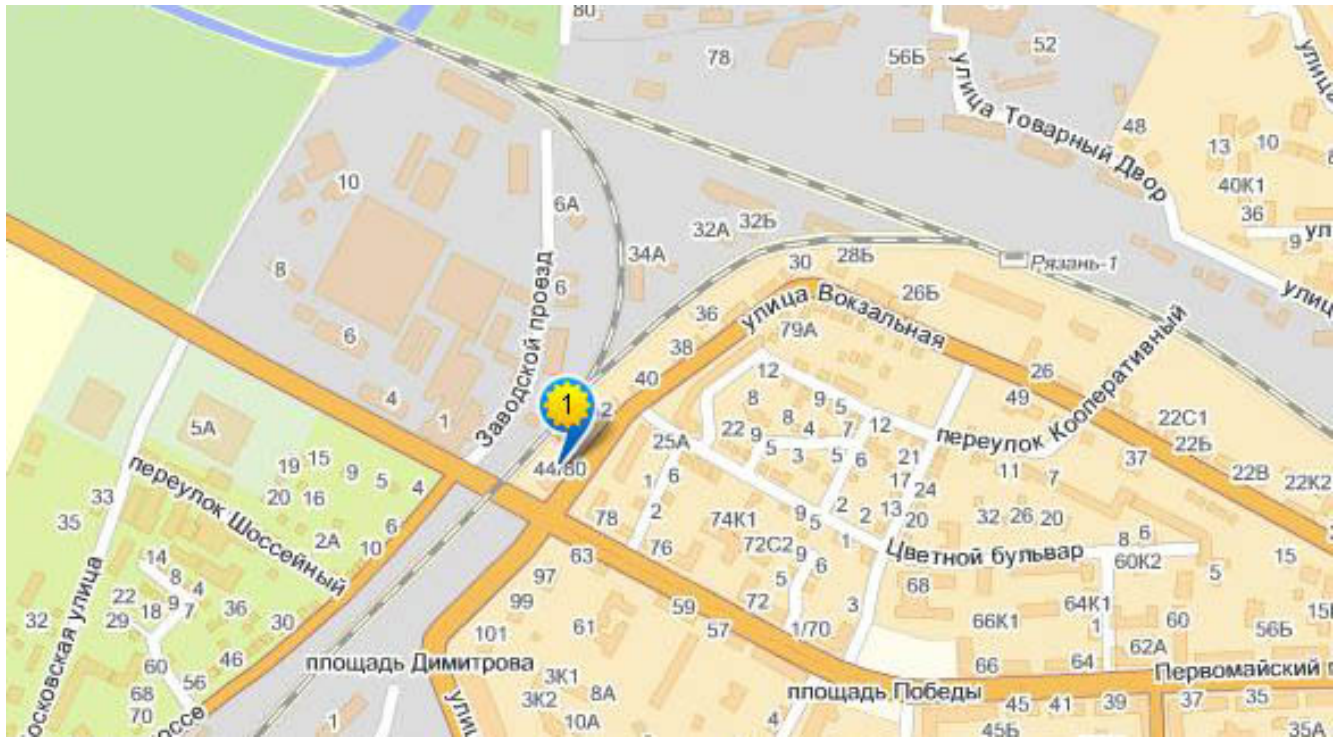 80
78
56Б
52
улица Товарный Двор
48
13
10
40К1
36
9
10
6А
32А
32Б
34А
Рязань-1
8
6
28Б
30
26Б
Заводской проезд
6
36
улица Вокзальная
79А
38
40
12
26
49
переулок Кооперативный
4
1
1
2
8
9
5
8
4
7
12
22
9
5
3
5
6
22С1
22Б
37
22В
22К2
5А
25А
21
11
7
переулок Шоссейный
19
15
9
5
4
20
16
44/80
1
6
17
24
33
35
2А
6
10
78
2
74К1
9
5
2
2
13
20
32
26
20
63
76
72С2
9
6
1
Цветной бульвар
8
6
60К2
15
5
14
8
4
9
7
22
18
29
36
30
32
97
99
101
61
59
57
5
72
1/70
3
68
66К1
64К1
1
60
56Б
62А
60
46
56
68
70
площадь Димитрова
3К1
3К2
8А
10А
66
64
Первомайский
площадь Победы
4
45
41
39
37
35
45Б
35А
1